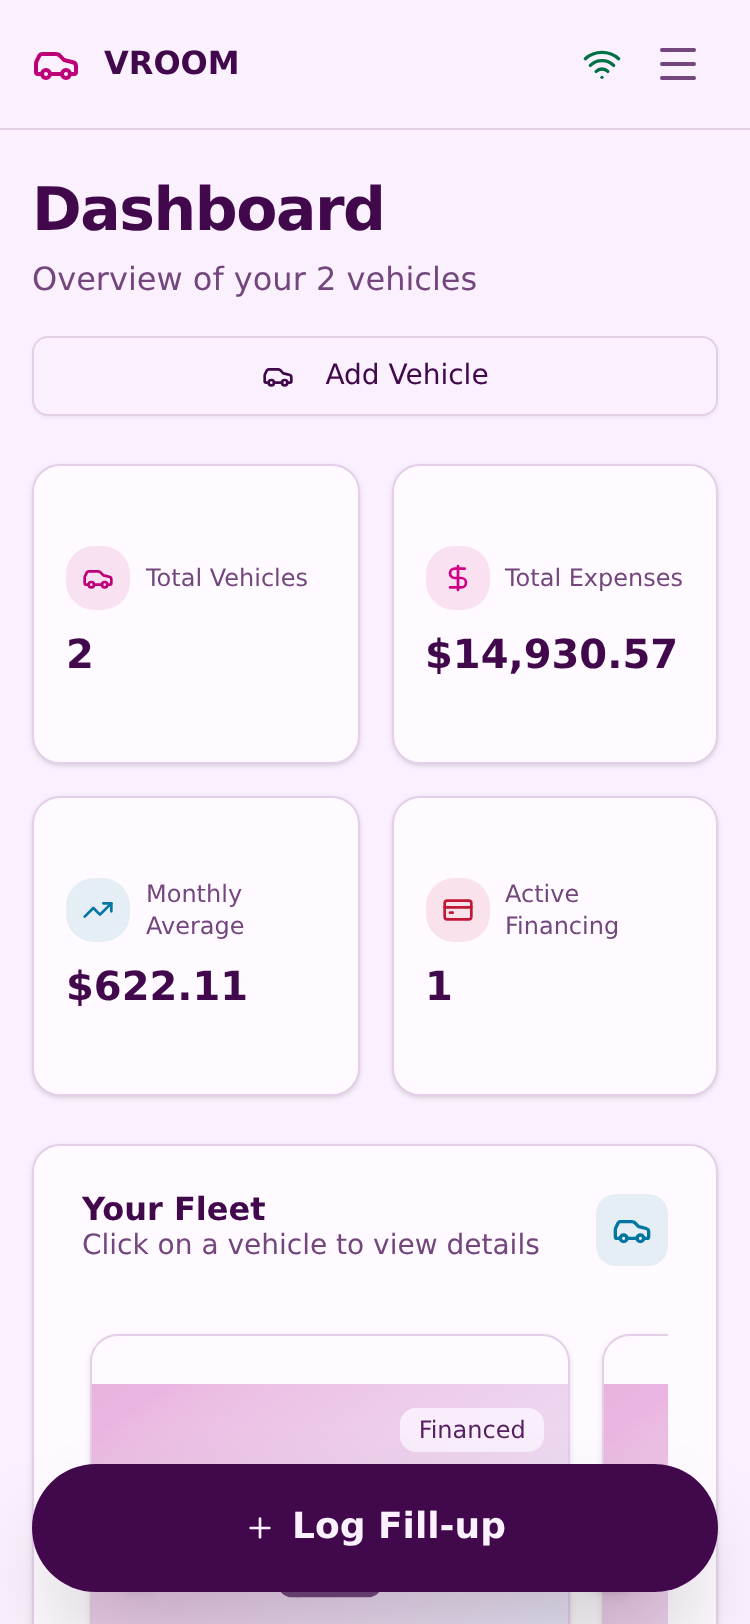 VROOM
Dashboard
Overview of your 2 vehicles
Add Vehicle
Total Vehicles
2
Total Expenses
$14,930.57
Monthly
Average
$622.11
Active
Financing
1
Your Fleet
Click on a vehicle to view details
Financed
+ Log Fill-up